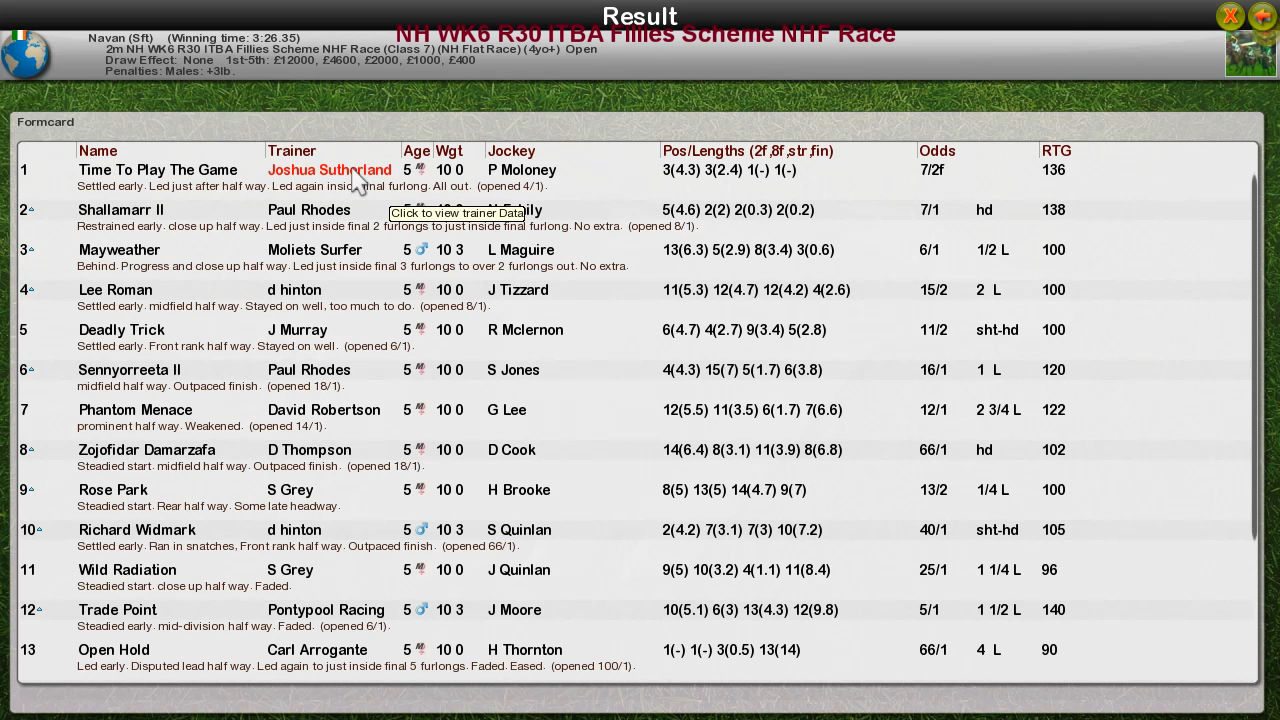 Result
NH WK6 R30 ITBA Fillies Scheme NHF Race
Navan (Sft) (Winning time: 3:26.35)
2m NH WK6 R30 ITBA Fillies Scheme NHF Race (Class 7) (NH Flat Race) (4yo+) Open
Draw Effect: None 1st-5th: £12000, £4600, £2000, £1000, £400
Penalties: Males: +3lb.
Formcard
Name Trainer Age Wgt Jockey Pos/Lengths (2f,8f,str,fin) Odds RTG
1 Time To Play The Game Joshua Sutherland 5 10 0 P Moloney 3(4.3) 3(2.4) 1(-) 1(-) 7/2f 136
Settled early. Led just after half way. Led again inside final furlong. All out. (opened 4/1).
2 Shallamarr II Paul Rhodes 5(4.6) 2(2) 2(0.3) 2(0.2) 7/1 hd 138
Click to view trainer Data
Restrained early. close up half way. Led just inside final 2 furlongs to just inside final furlong. No extra. (opened 8/1).
3 Mayweather Moliets Surfer 5 10 3 L Maguire 13(6.3) 5(2.9) 8(3.4) 3(0.6) 6/1 1/2 L 100
Behind. Progress and close up half way. Led just inside final 3 furlongs to over 2 furlongs out. No extra.
4 Lee Roman d hinton 5 10 0 J Tizzard 11(5.3) 12(4.7) 12(4.2) 4(2.6) 15/2 2 L 100
Settled early. midfield half way. Stayed on well, too much to do. (opened 8/1).
5 Deadly Trick J Murray 5 10 0 R Mclernon 6(4.7) 4(2.7) 9(3.4) 5(2.8) 11/2 sht-hd 100
Settled early. Front rank half way. Stayed on well. (opened 6/1).
6 Sennyorreeta II Paul Rhodes 5 10 0 S Jones 4(4.3) 15(7) 5(1.7) 6(3.8) 16/1 1 L 120
midfield half way. Outpaced finish. (opened 18/1).
7 Phantom Menace David Robertson 5 10 0 G Lee 12(5.5) 11(3.5) 6(1.7) 7(6.6) 12/1 2 3/4 L 122
prominent half way. Weakened. (opened 14/1).
8 Zojofidar Damarzafa D Thompson 5 10 0 D Cook 14(6.4) 8(3.1) 11(3.9) 8(6.8) 66/1 hd 102
Steadied start. midfield half way. Outpaced finish. (opened 18/1).
9 Rose Park S Grey 5 10 0 H Brooke 8(5) 13(5) 14(4.7) 9(7) 13/2 1/4 L 100
Steadied start. Rear half way. Some late headway.
10 Richard Widmark d hinton 5 10 3 S Quinlan 2(4.2) 7(3.1) 7(3) 10(7.2) 40/1 sht-hd 105
Settled early. Ran in snatches, Front rank half way. Outpaced finish. (opened 66/1).
11 Wild Radiation S Grey 5 10 0 J Quinlan 9(5) 10(3.2) 4(1.1) 11(8.4) 25/1 1 1/4 L 96
Steadied start. close up half way. Faded.
12 Trade Point Pontypool Racing 5 10 3 J Moore 10(5.1) 6(3) 13(4.3) 12(9.8) 5/1 1 1/2 L 140
Steadied early. mid-division half way. Faded. (opened 6/1).
13 Open Hold Carl Arrogante 5 10 0 H Thornton 1(-) 1(-) 3(0.5) 13(14) 66/1 4 L 90
Led early. Disputed lead half way. Led again to just inside final 5 furlongs. Faded. Eased. (opened 100/1).